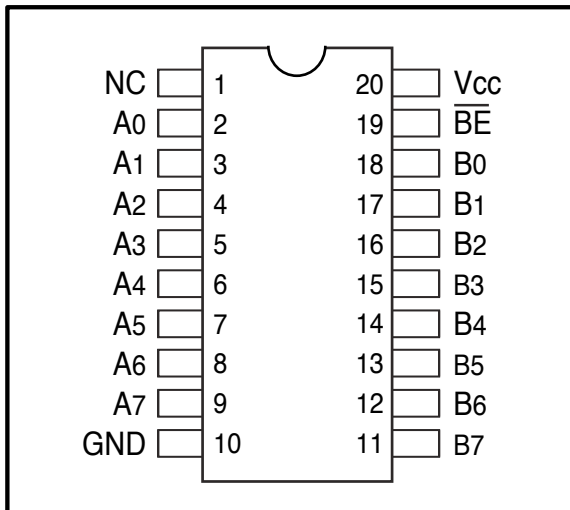 NC 1 20 Vcc
A0 2 19 B̅E̅
A1 3 18 B0
A2 4 17 B1
A3 5 16 B2
A4 6 15 B3
A5 7 14 B4
A6 8 13 B5
A7 9 12 B6
GND 10 11 B7